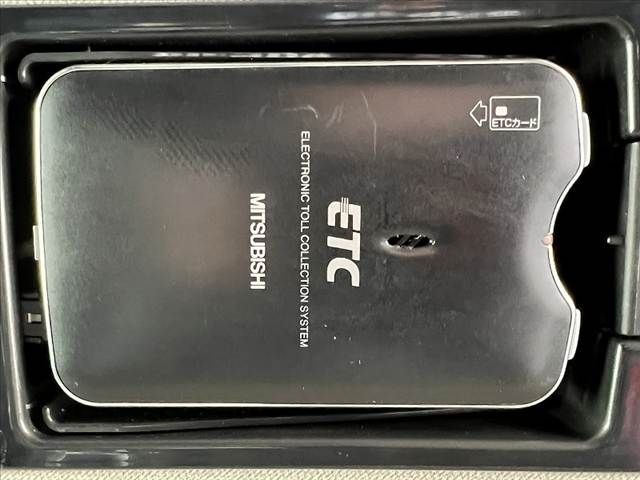 ETCカード
ETC
ELECTRONIC TOLL COLLECTION SYSTEM
MITSUBISHI